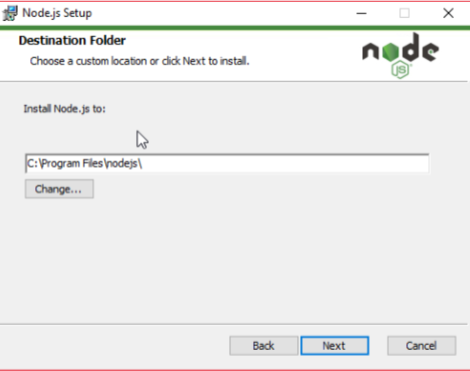 Node.js Setup
Destination Folder
Choose a custom location or click Next to install.
node
JS
Install Node.js to:
C:\Program Files\nodejs\
Change...
Back Next Cancel